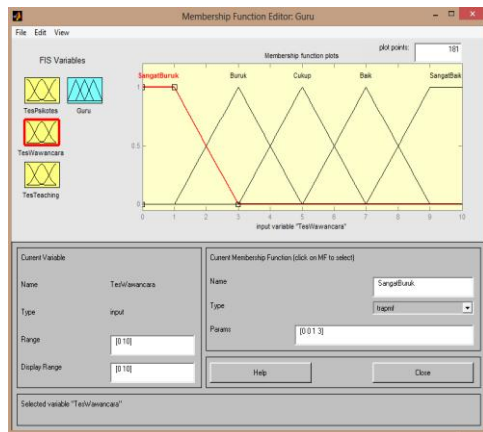 Membership Function Editor: Guru
File Edit View
FIS Variables
Membership function plots
plot points:
181
TesPsikotes
Guru
TesWawancara
TesTeaching
SangatBuruk Buruk Cukup Baik SangatBaik
1
0.5
0
0 1 2 3 4 5 6 7 8 9 10
input variable "TesWawancara"
Current Variable
Name TesWawancara
Type input
Range [0 10]
Display Range [0 10]
Current Membership Function (click on MF to select)
Name SangatBuruk
Type trapmf
Params [0 0 1 3]
Help Close
Selected variable "TesWawancara"